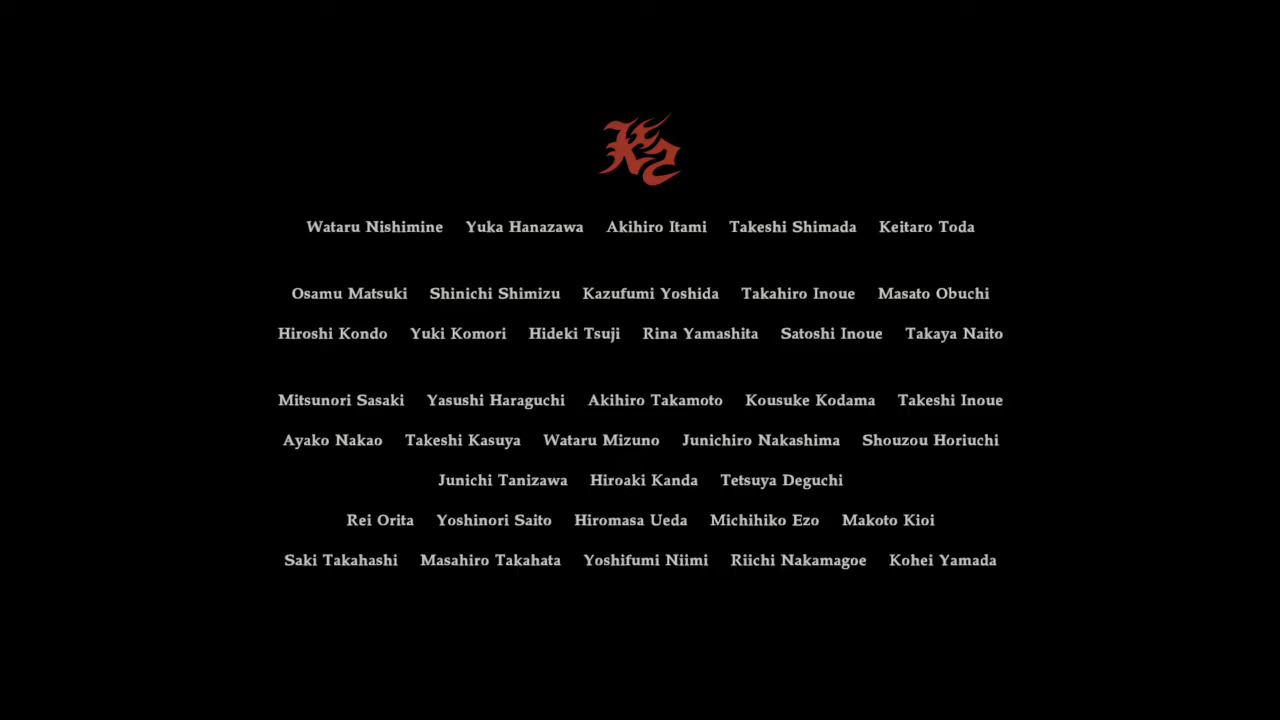 K2
Wataru Nishimine Yuka Hanazawa Akihiro Itami Takeshi Shimada Keitaro Toda
Osamu Matsuki Shinichi Shimizu Kazufumi Yoshida Takahiro Inoue Masato Obuchi
Hiroshi Kondo Yuki Komori Hideki Tsuji Rina Yamashita Satoshi Inoue Takaya Naito
Mitsunori Sasaki Yasushi Haraguchi Akihiro Takamoto Kousuke Kodama Takeshi Inoue
Ayako Nakao Takeshi Kasuya Wataru Mizuno Junichiro Nakashima Shouzou Horiuchi
Junichi Tanizawa Hiroaki Kanda Tetsuya Deguchi
Rei Orita Yoshinori Saito Hiromasa Ueda Michihiko Ezo Makoto Kioi
Saki Takahashi Masahiro Takahata Yoshifumi Niimi Riichi Nakamagoe Kohei Yamada